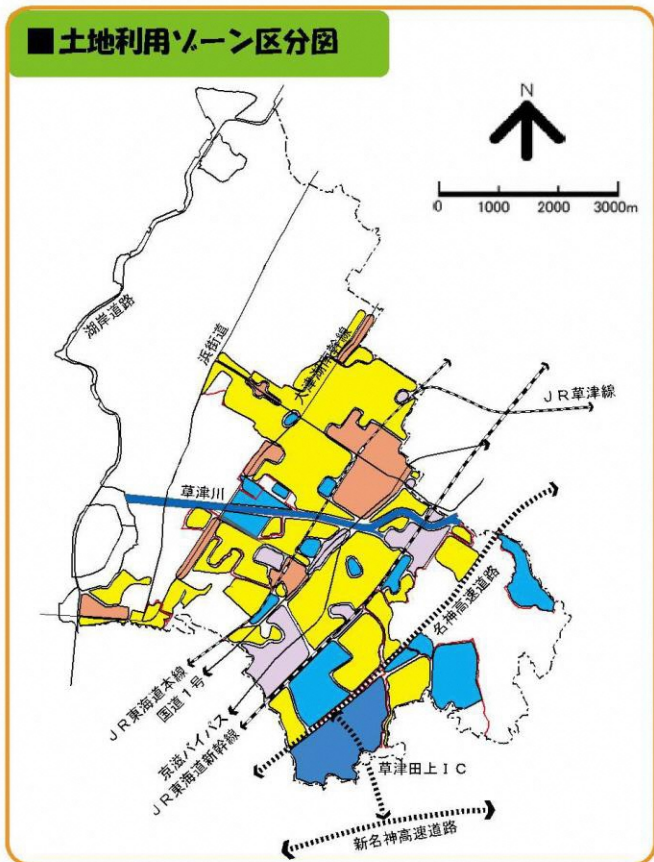 ■土地利用ゾーン区分図
N
0 1000 2000 3000m
湖岸道路
浜街道
大津湖南幹線
JR草津線
草津川
名神高速道路
JR東海道本線
国道1号
京滋バイパス
JR東海道新幹線
草津田上IC
新名神高速道路